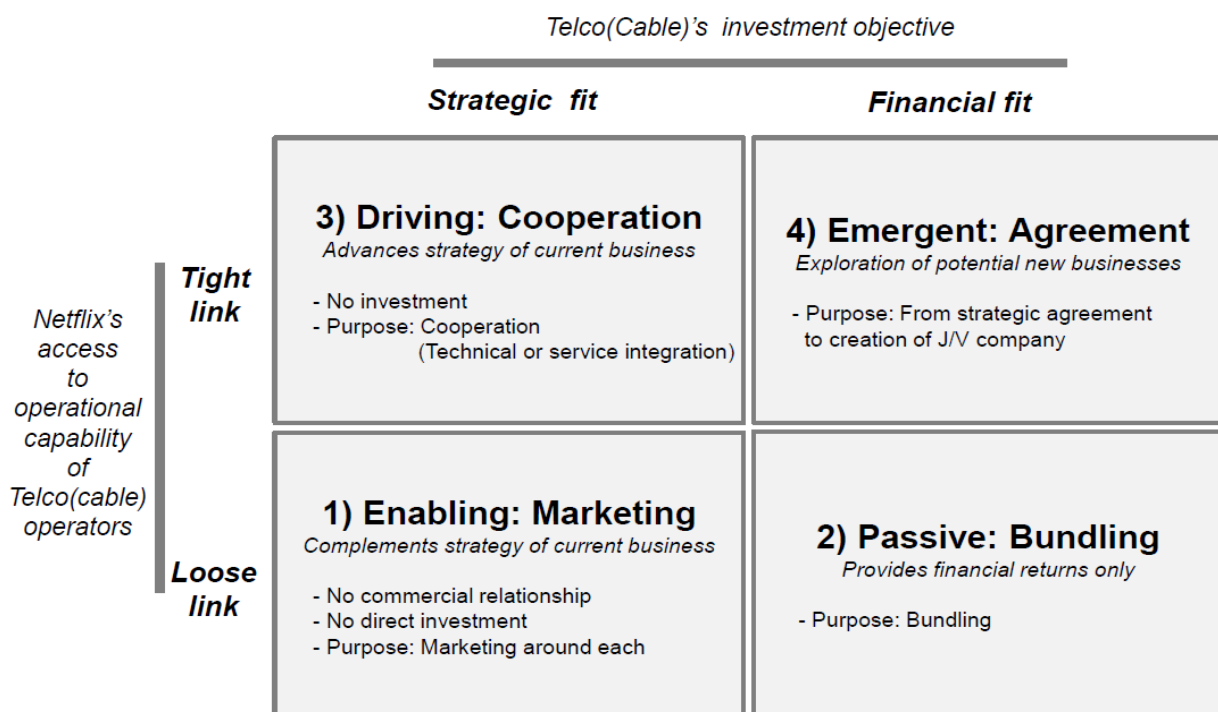 Telco(Cable)'s investment objective
Strategic fit
Financial fit
Netflix's
access
to
operational
capability
of
Telco(cable)
operators
Tight
link
3) Driving: Cooperation
Advances strategy of current business
- No investment
- Purpose: Cooperation
(Technical or service integration)
4) Emergent: Agreement
Exploration of potential new businesses
- Purpose: From strategic agreement
to creation of J/V company
Loose
link
1) Enabling: Marketing
Complements strategy of current business
- No commercial relationship
- No direct investment
- Purpose: Marketing around each
2) Passive: Bundling
Provides financial returns only
- Purpose: Bundling